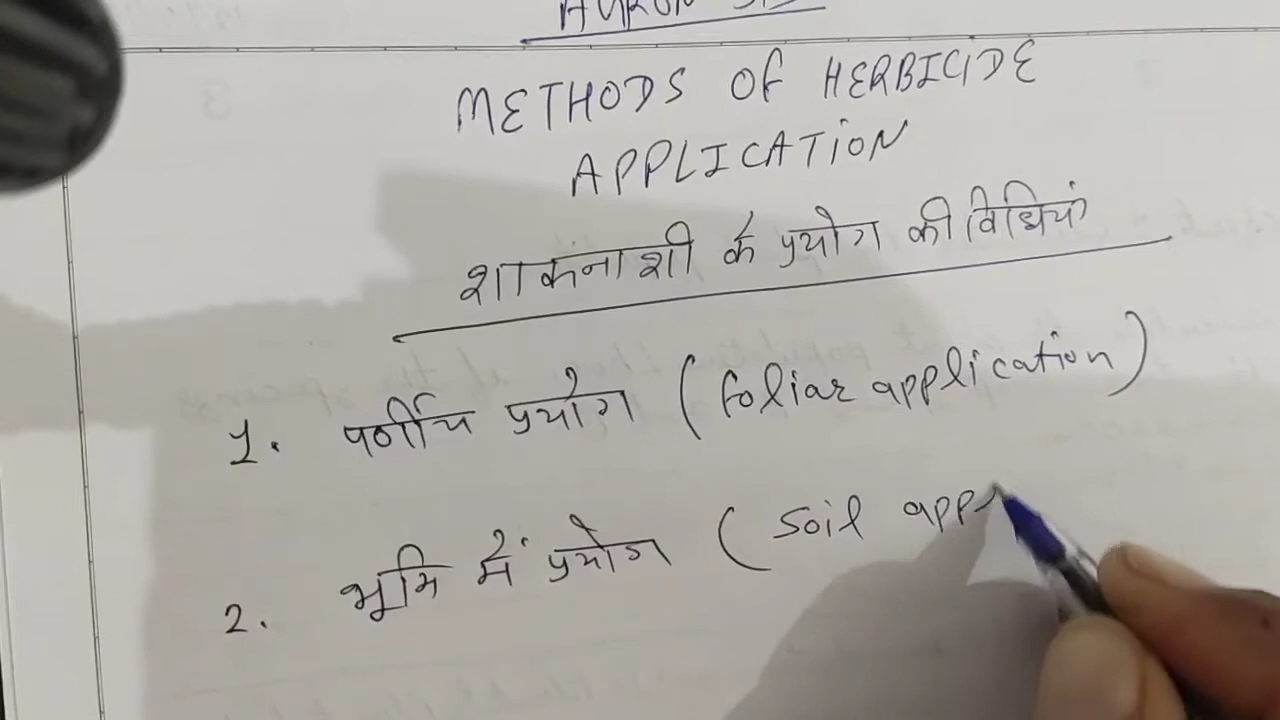 METHODS OF HERBICIDE
APPLICATION
शाकनाशी के प्रयोग की विधियां
1. पर्णीय प्रयोग (foliar application)
2. भूमि में प्रयोग (soil app